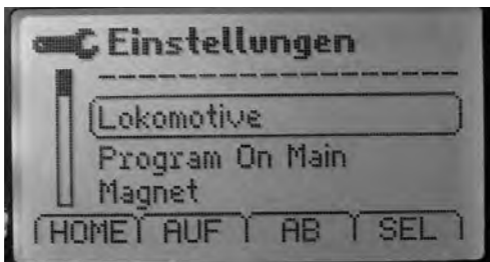 Einstellungen
Lokomotive
Program On Main
Magnet
HOME AUF AB SEL